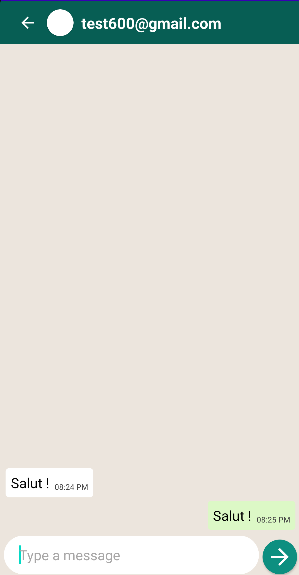 test600@gmail.com
Salut ! 08:24 PM
Salut ! 08:25 PM
Type a message